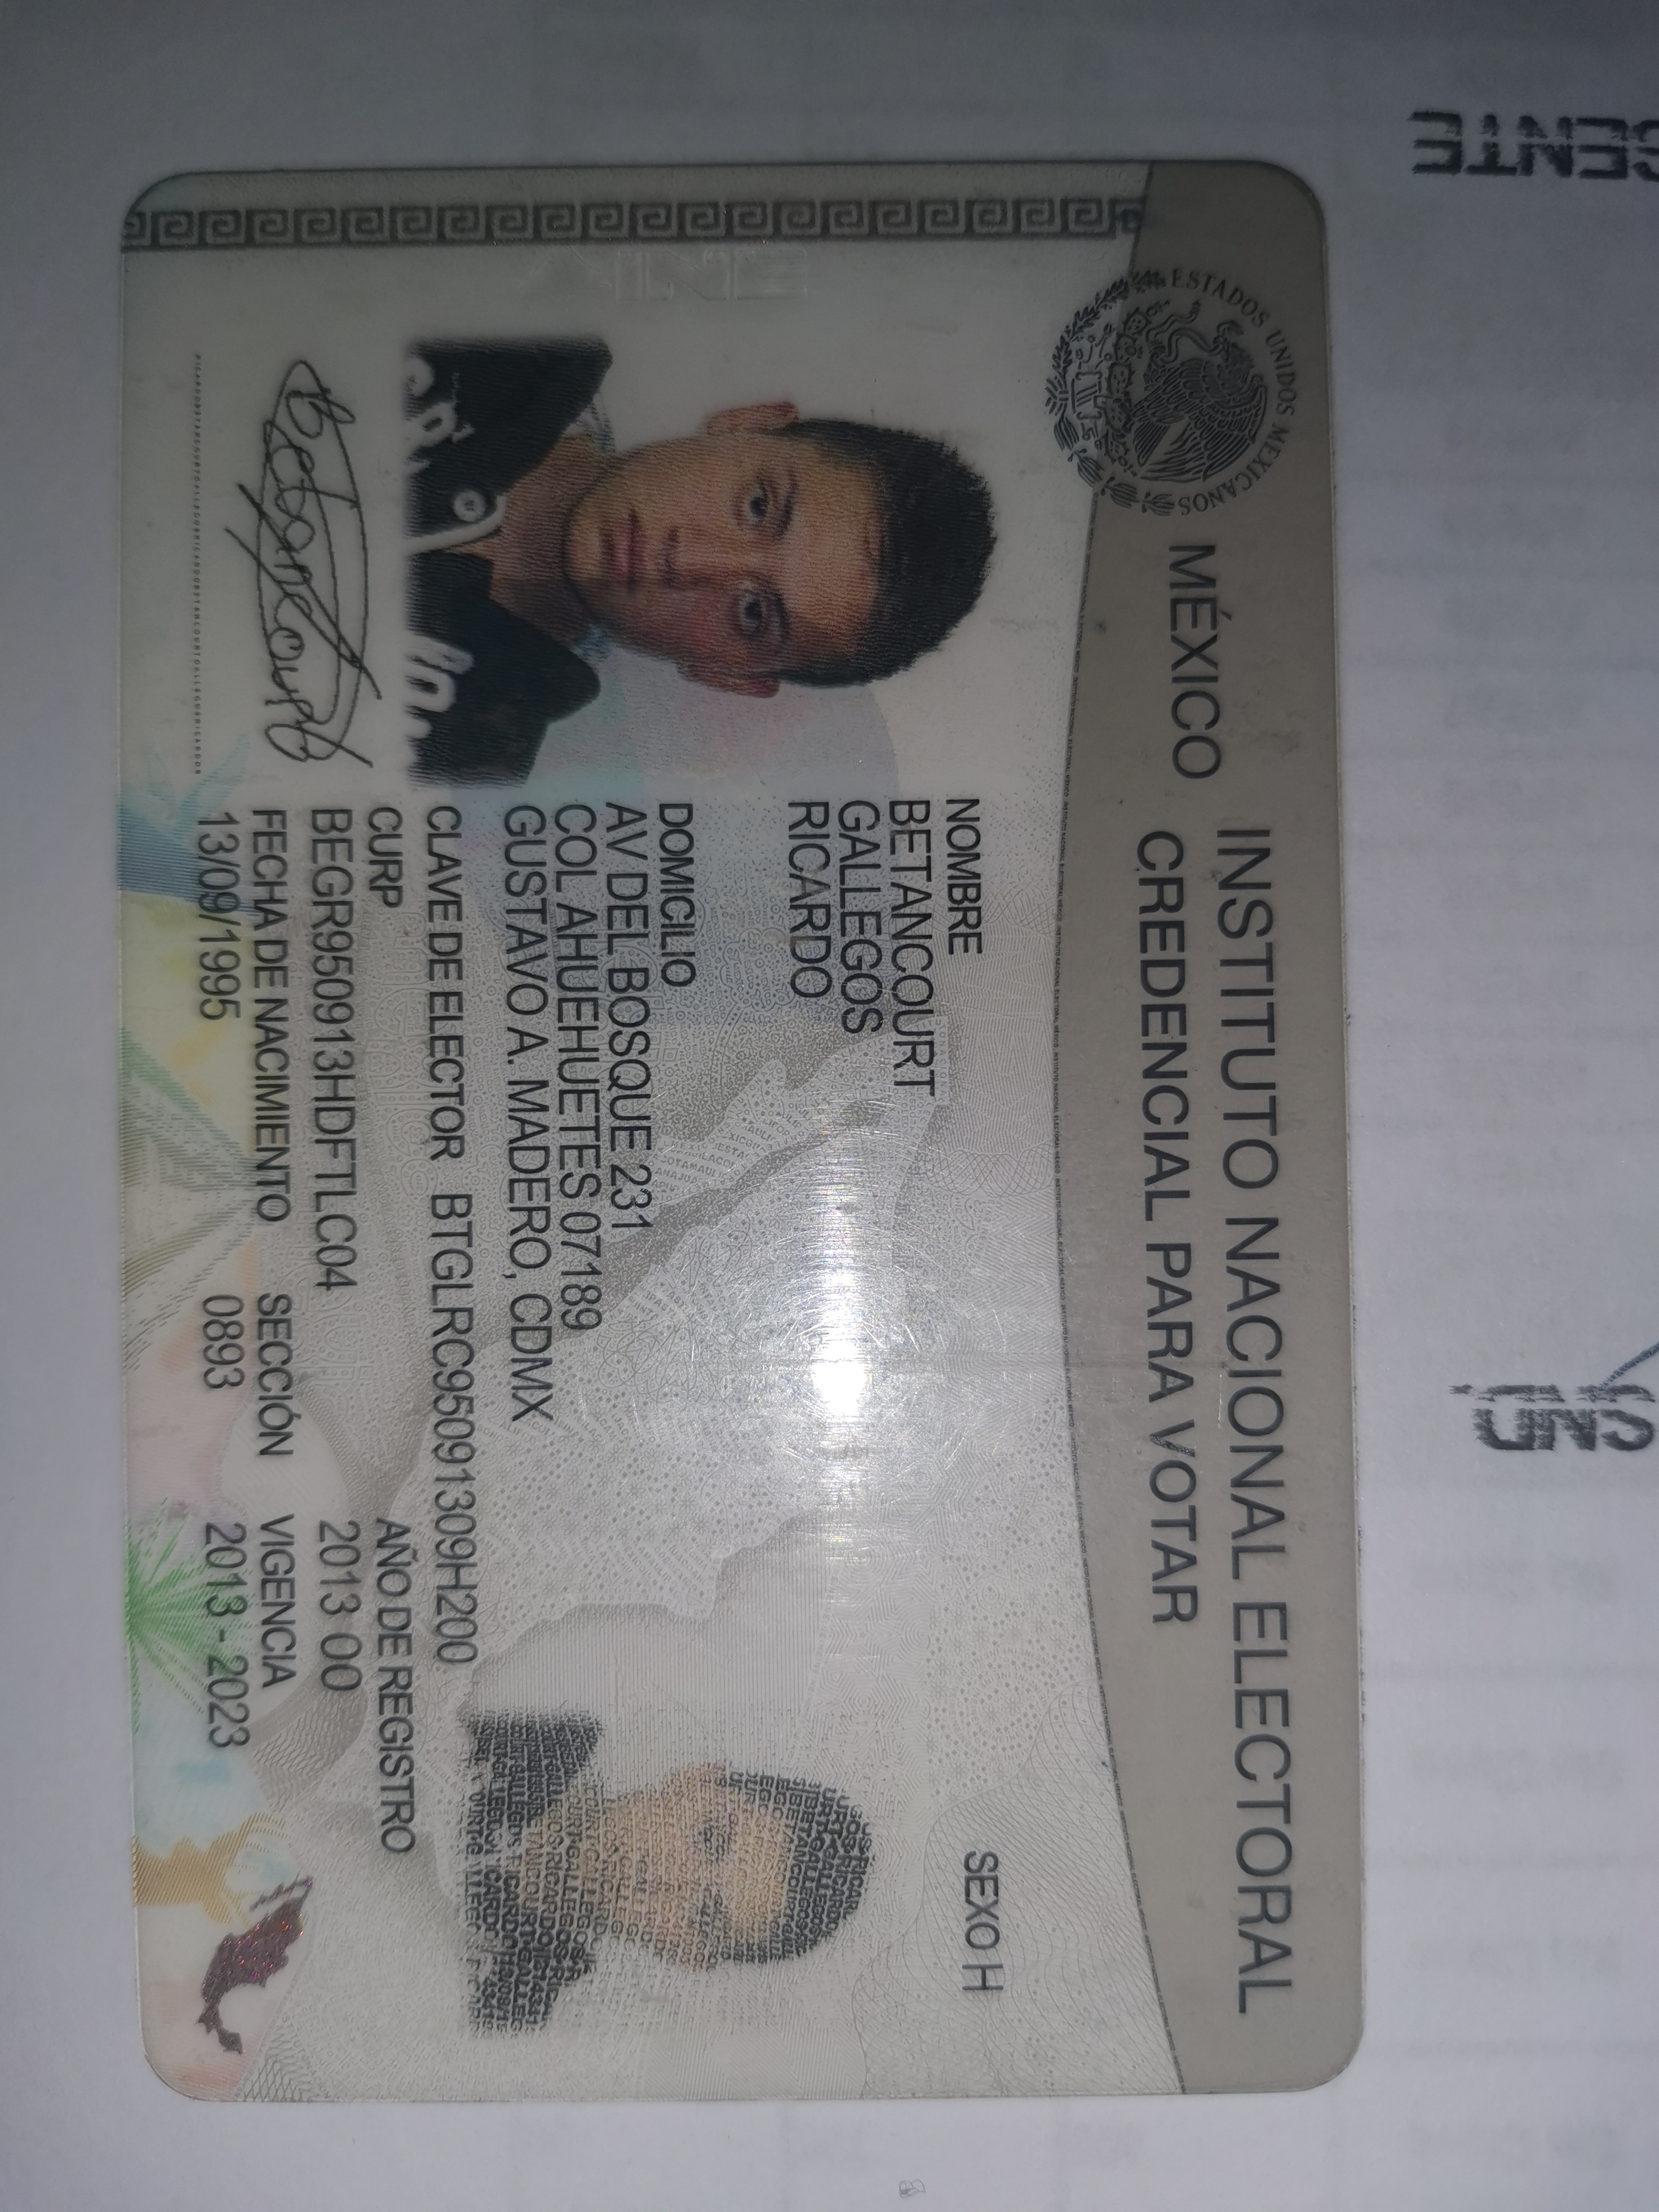 ESTADOS UNIDOS MEXICANOS
MÉXICO
INSTITUTO NACIONAL ELECTORAL
CREDENCIAL PARA VOTAR
NOMBRE
BETANCOURT
GALLEGOS
RICARDO
SEXO H
DOMICILIO
AV DEL BOSQUE 231
COL AHUEHUETES 07189
GUSTAVO A. MADERO, CDMX
CLAVE DE ELECTOR BTGLRC95091309H200
CURP
BEGR950913HDFTLC04
AÑO DE REGISTRO
2013 00
FECHA DE NACIMIENTO
13/09/1995
SECCIÓN
0893
VIGENCIA
2013 - 2023
INE
Betancourt